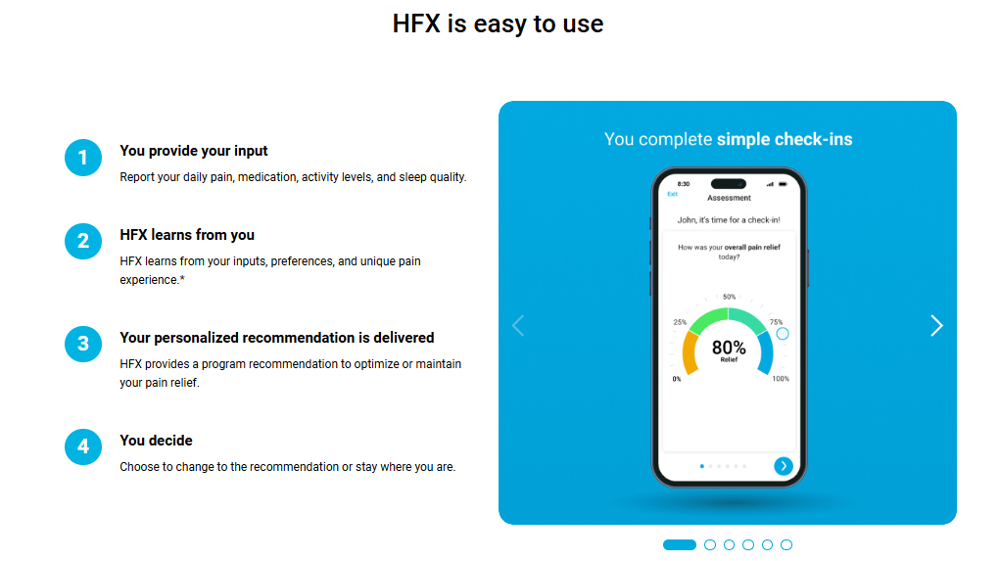 HFX is easy to use
1
You provide your input
Report your daily pain, medication, activity levels, and sleep quality.
2
HFX learns from you
HFX learns from your inputs, preferences, and unique pain
experience.*
3
Your personalized recommendation is delivered
HFX provides a program recommendation to optimize or maintain
your pain relief.
4
You decide
Choose to change to the recommendation or stay where you are.
You complete simple check-ins
8:30
Exit
Assessment
John, it's time for a check-in!
How was your overall pain relief
today?
50%
25%
75%
80%
Relief
0%
100%